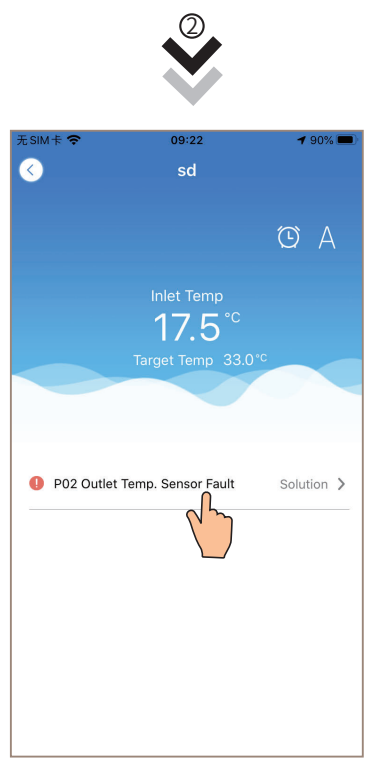 ②
无SIM卡 09:22 90%
sd
A
Inlet Temp
17.5 °C
Target Temp 33.0°C
P02 Outlet Temp. Sensor Fault Solution